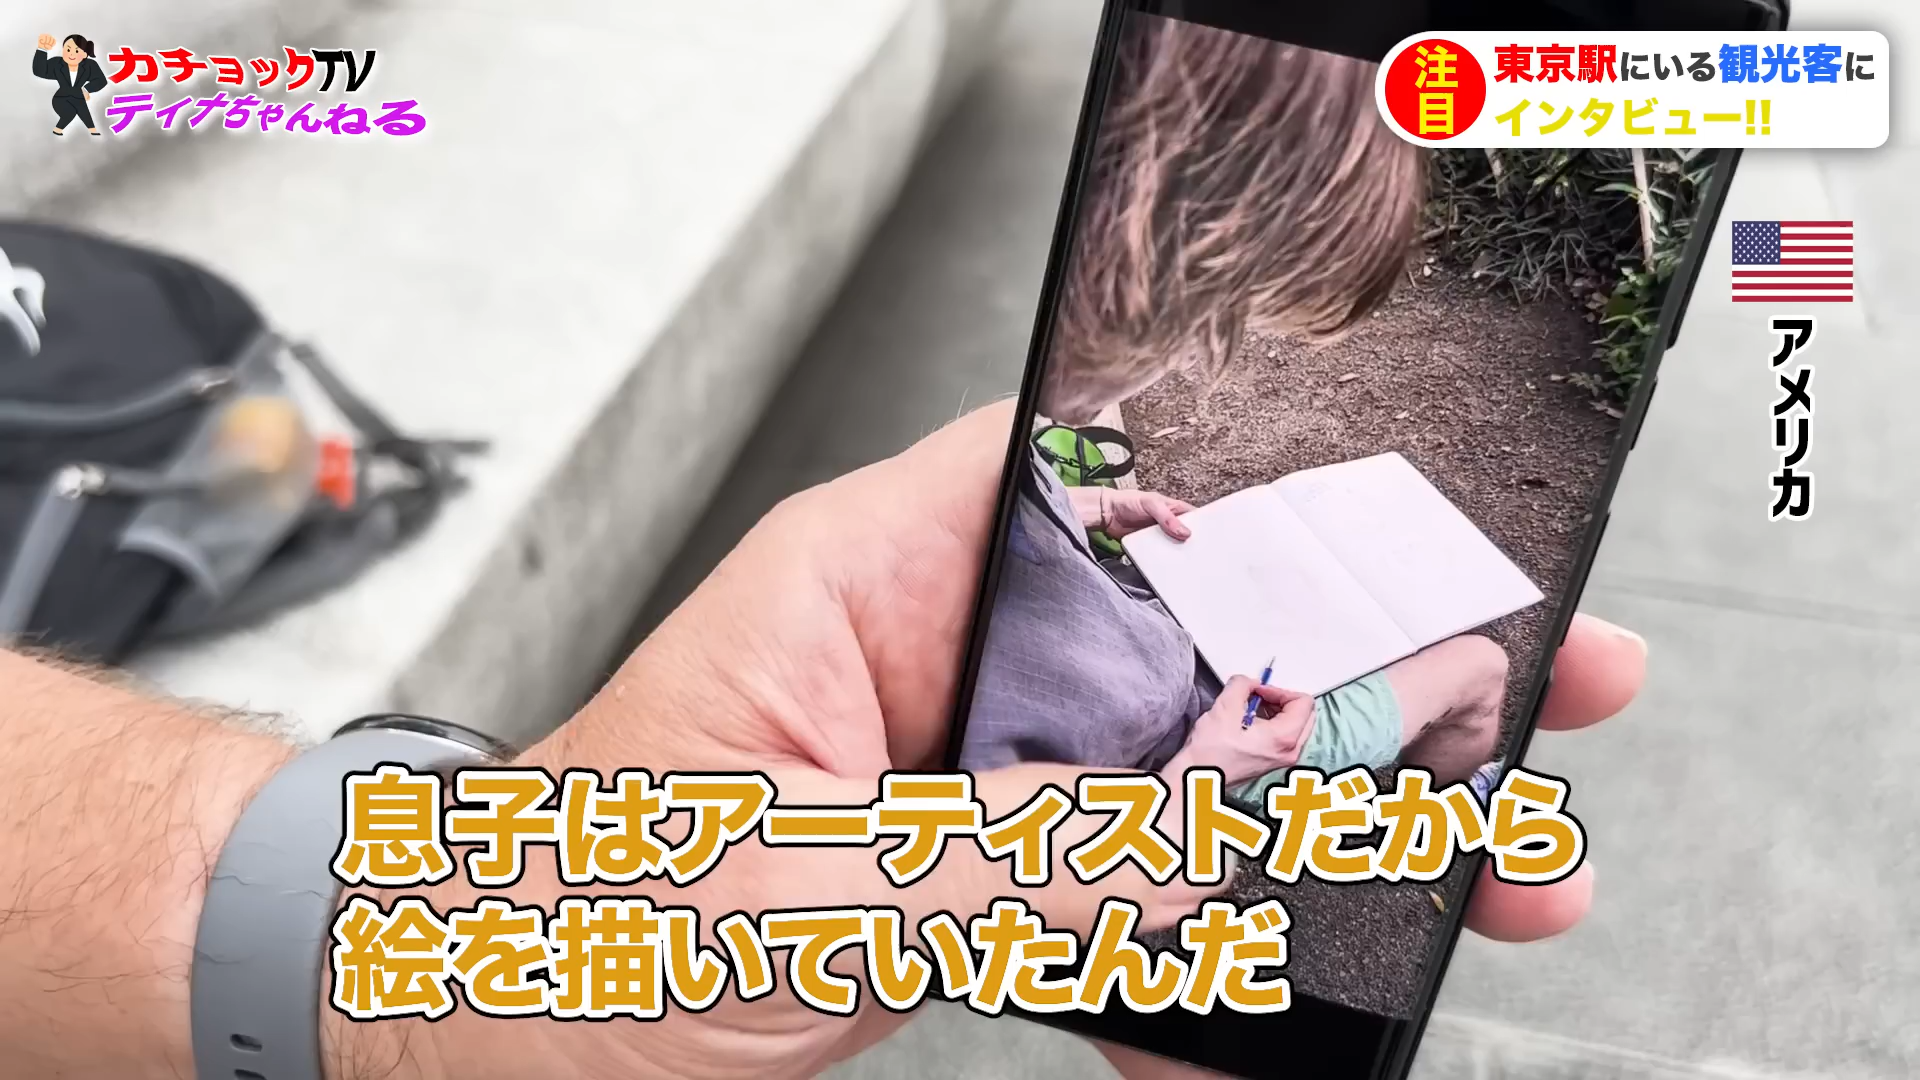 カチョックTV
ティナちゃんねる
注目
東京駅にいる観光客に
インタビュー!!
アメリカ
息子はアーティストだから
絵を描いていたんだ